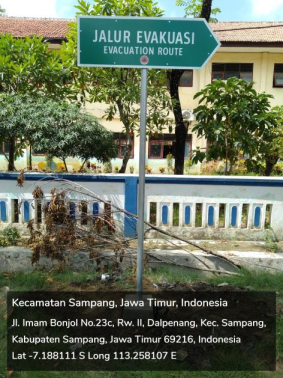 JALUR EVAKUASI
EVACUATION ROUTE
Kecamatan Sampang, Jawa Timur, Indonesia
Jl. Imam Bonjol No.23c, Rw. II, Dalpenang, Kec. Sampang,
Kabupaten Sampang, Jawa Timur 69216, Indonesia
Lat -7.188111 S Long 113.258107 E